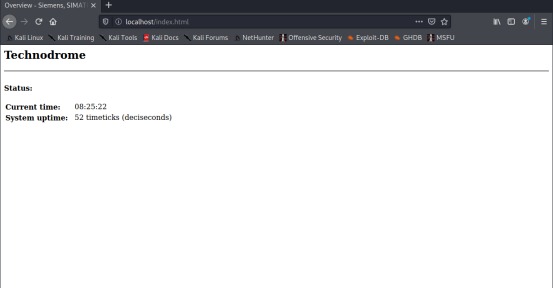 Overview – Siemens, SIMAT
localhost/index.html
Kali Linux Kali Training Kali Tools Kali Docs Kali Forums NetHunter Offensive Security Exploit-DB GHDB MSFU
Technodrome
Status:
Current time: 08:25:22
System uptime: 52 timeticks (deciseconds)